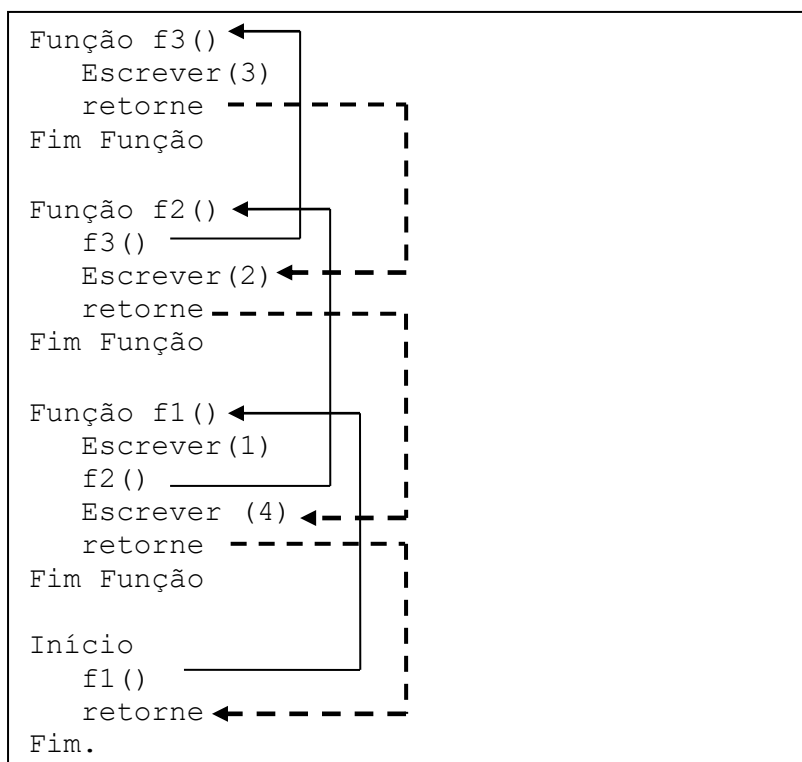 Função f3()
Escrever(3)
retorne
Fim Função
Função f2()
f3()
Escrever(2)
retorne
Fim Função
Função f1()
Escrever(1)
f2()
Escrever (4)
retorne
Fim Função
Início
f1()
retorne
Fim.